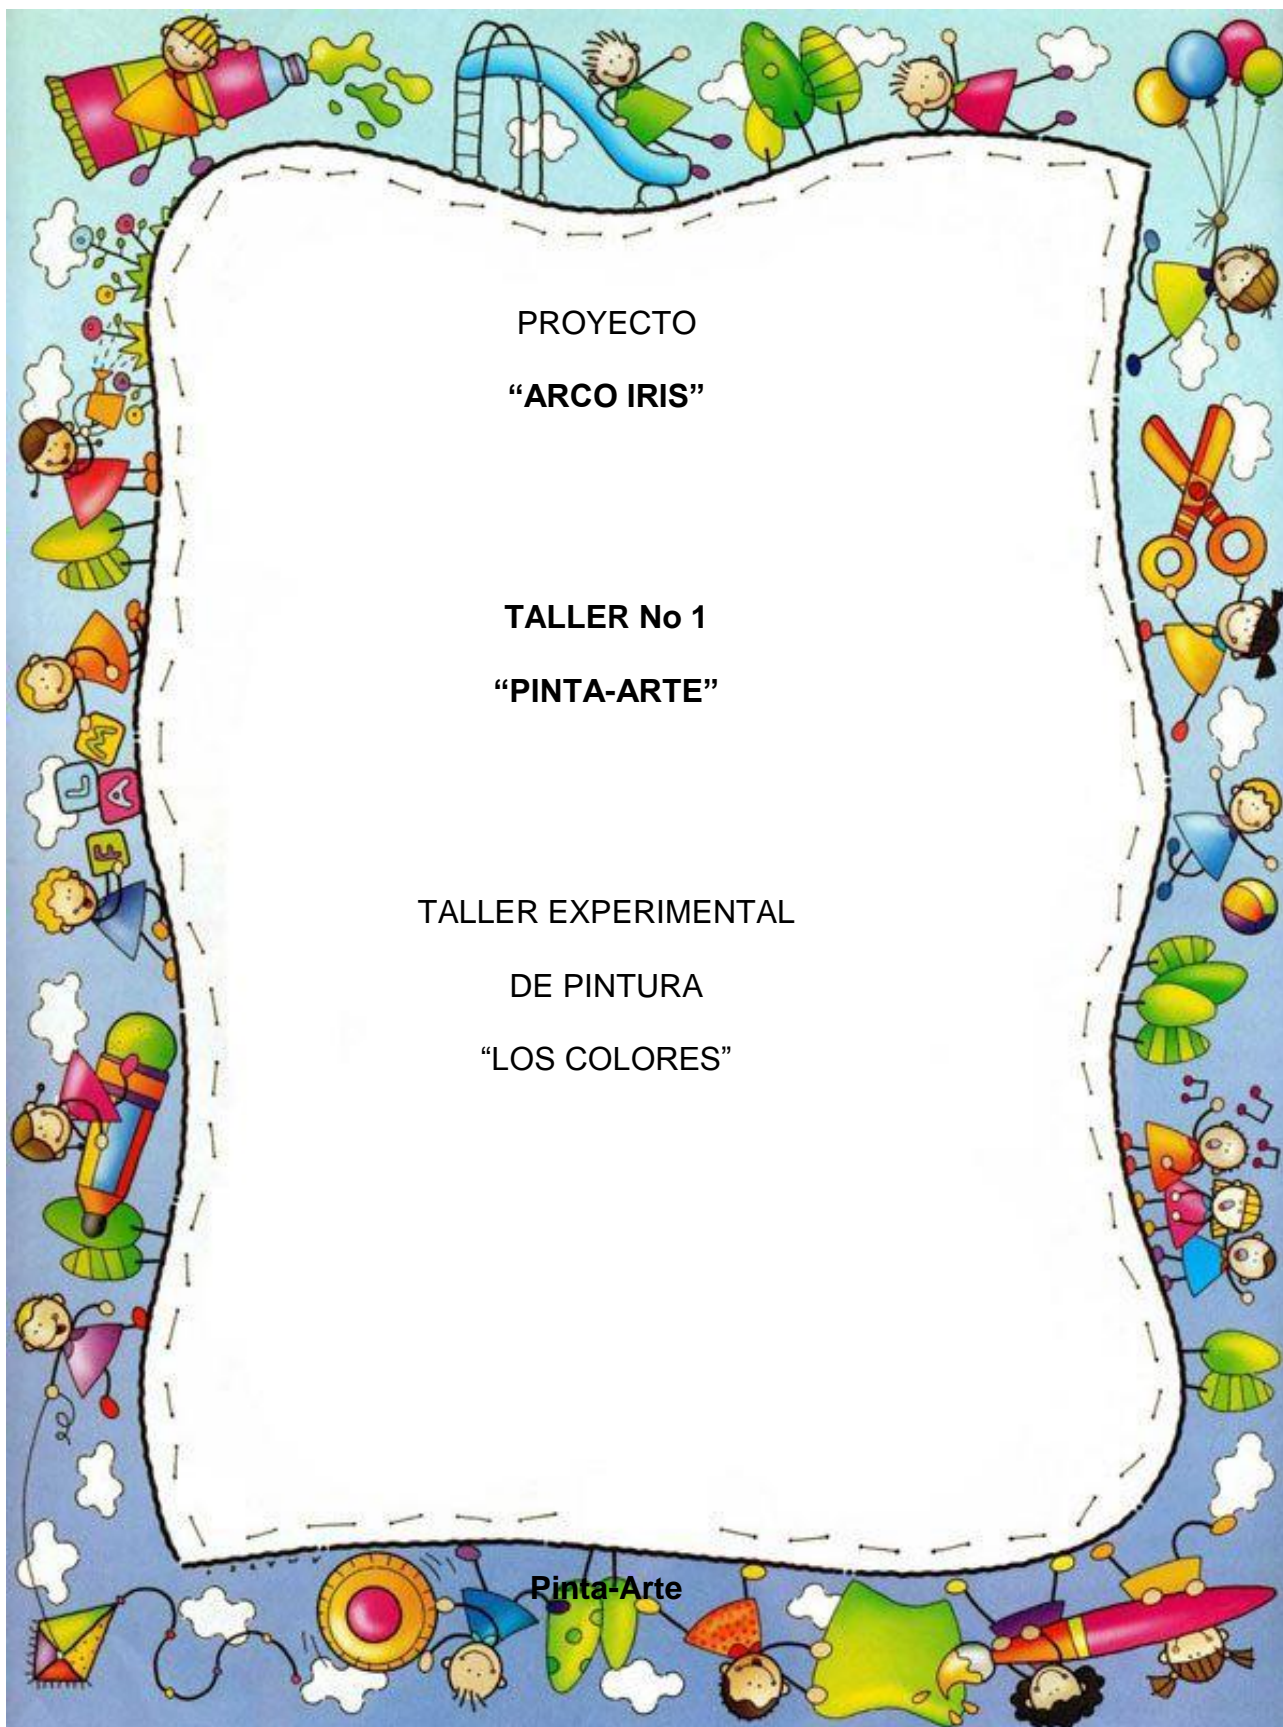 PROYECTO
“ARCO IRIS”
TALLER No 1
“PINTA-ARTE”
TALLER EXPERIMENTAL
DE PINTURA
“LOS COLORES”
M
L
A
F
Pinta-Arte